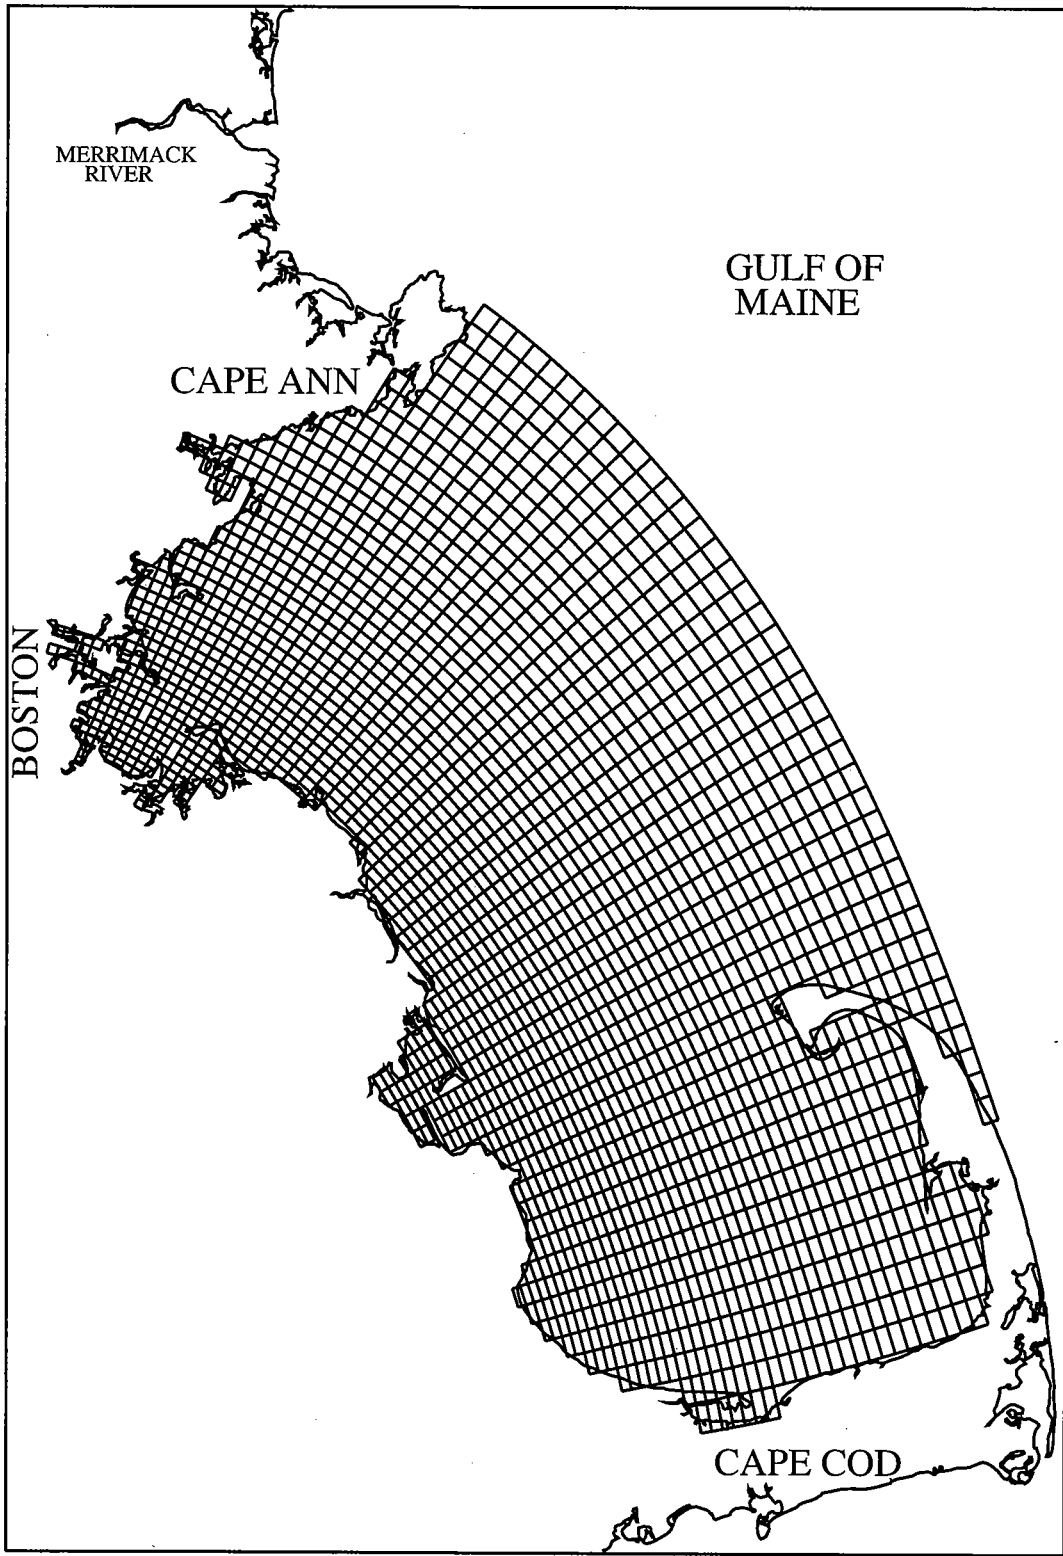 MERRIMACK
RIVER
GULF OF
MAINE
CAPE ANN
BOSTON
CAPE COD